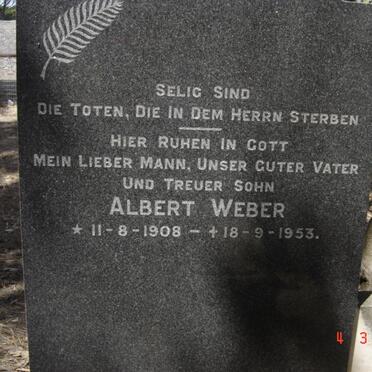 Selig Sind
Die Toten, Die in Dem Herrn Sterben
Hier Ruhen in Gott
Mein Lieber Mann, Unser Guter Vater
Und Treuer Sohn
Albert Weber
* 11-8-1908 – † 18-9-1953.
4 3